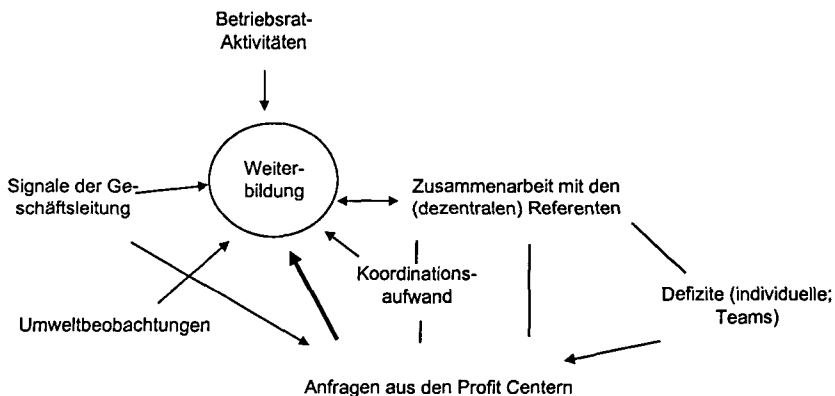 Betriebsrat-
Aktivitäten
Weiter-
bildung
Signale der Ge-
schäftsleitung
Zusammenarbeit mit den
(dezentralen) Referenten
Koordinations-
aufwand
Defizite (individuelle;
Teams)
Umweltbeobachtungen
Anfragen aus den Profit Centern